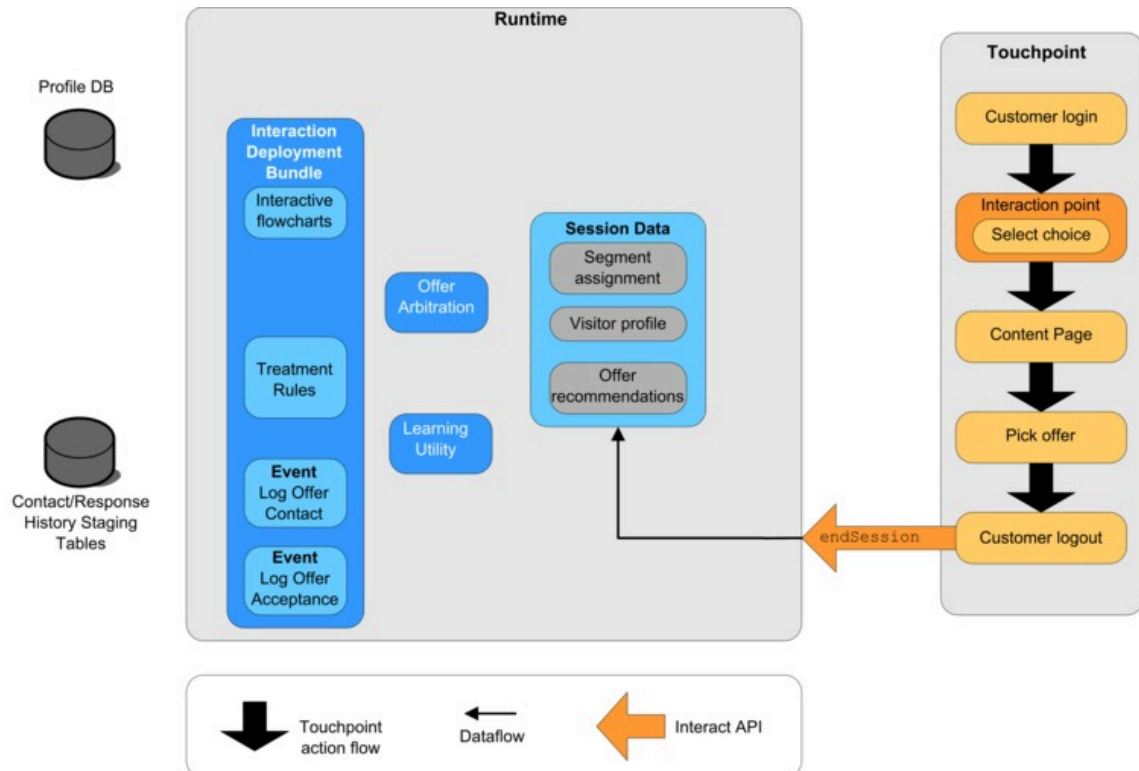 Runtime
Profile DB
Interaction
Deployment
Bundle
Interactive
flowcharts
Treatment
Rules
Event
Log Offer
Contact
Event
Log Offer
Acceptance
Offer
Arbitration
Learning
Utility
Session Data
Segment
assignment
Visitor profile
Offer
recommendations
Contact/Response
History Staging
Tables
Touchpoint
Customer login
Interaction point
Select choice
Content Page
Pick offer
Customer logout
endSession
Touchpoint
action flow
Dataflow
Interact API